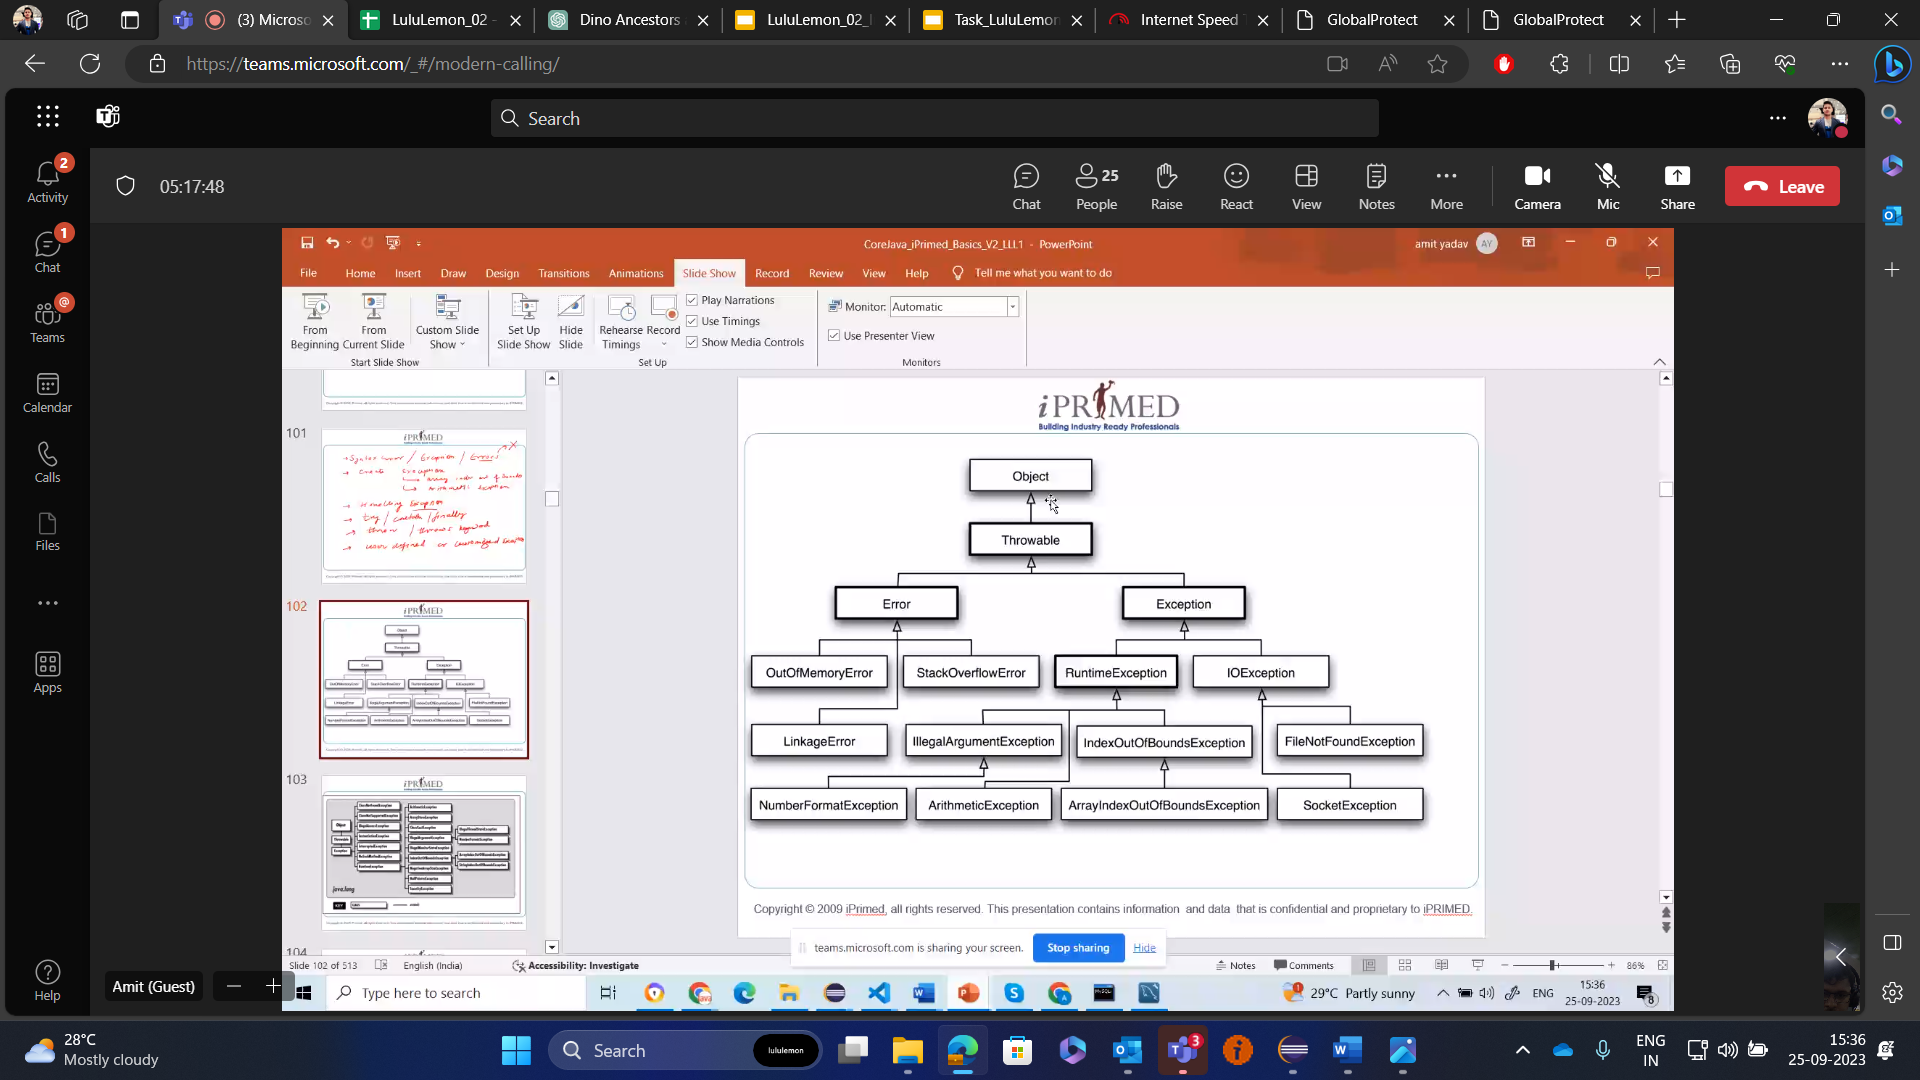 (3) Microso
LuluLemon_02 -
Dino Ancestors
LuluLemon_02_
Task_LuluLemon
Internet Speed T
GlobalProtect
GlobalProtect
https://teams.microsoft.com/_#/modern-calling/
Search
05:17:48
Chat
People
25
Raise
React
View
Notes
More
Camera
Mic
Share
Leave
2
Activity
1
Chat
@
Teams
Calendar
Calls
Files
Apps
Help
CoreJava_iPrimed_Basics_V2_LLL1 - PowerPoint
amit yadav
AY
File Home Insert Draw Design Transitions Animations Slide Show Record Review View Help Tell me what you want to do
From Beginning
From Current Slide
Custom Slide Show
Start Slide Show
Set Up Slide Show
Hide Slide
Rehearse Timings
Record
Play Narrations
Use Timings
Show Media Controls
Set Up
Monitor: Automatic
Use Presenter View
Monitors
101
102
103
104
iPRIMED
Building Industry Ready Professionals
Object
Throwable
Error
Exception
OutOfMemoryError
StackOverflowError
RuntimeException
IOException
LinkageError
IllegalArgumentException
IndexOutOfBoundsException
FileNotFoundException
NumberFormatException
ArithmeticException
ArrayIndexOutOfBoundsException
SocketException
Copyright © 2009 iPrimed, all rights reserved. This presentation contains information and data that is confidential and proprietary to iPRIMED.
teams.microsoft.com is sharing your screen.
Stop sharing
Hide
Slide 102 of 513
English (India)
Accessibility: Investigate
Notes
Comments
86%
Amit (Guest)
Type here to search
29°C Partly sunny
ENG
15:36
25-09-2023
8
28°C
Mostly cloudy
Search
lululemon
3
ENG
IN
15:36
25-09-2023